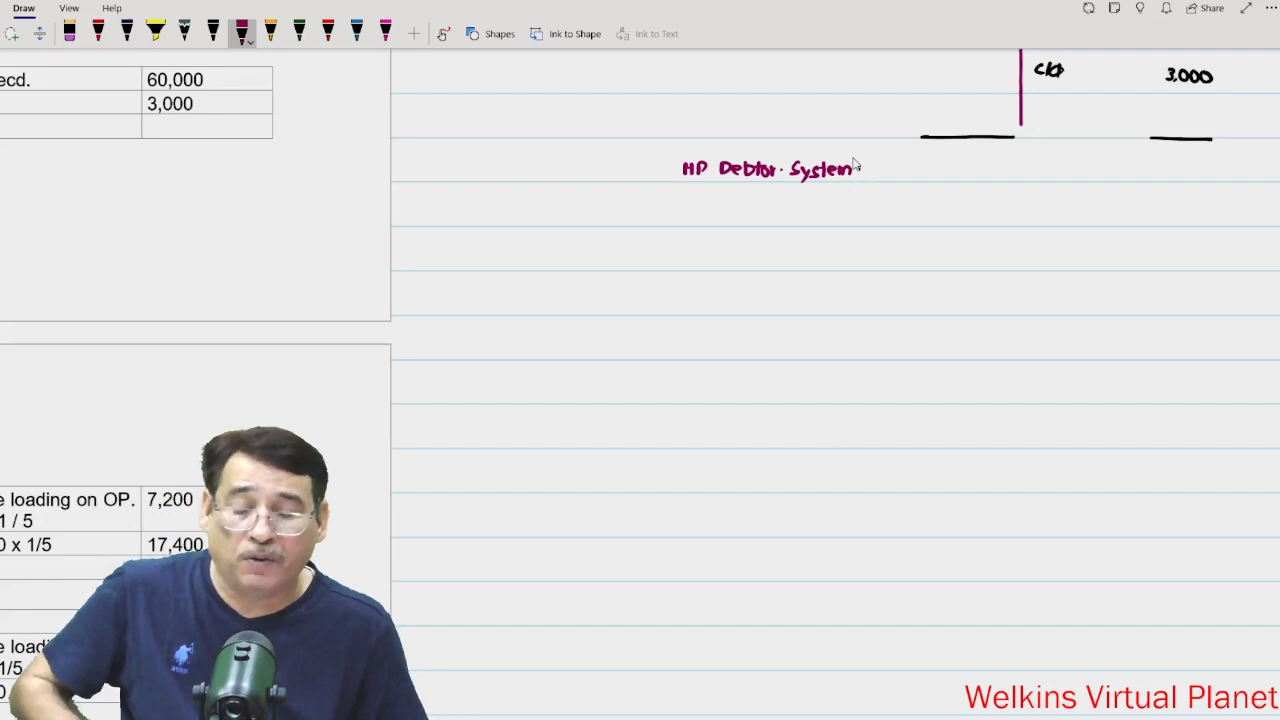 Draw View Help Share
Shapes Ink to Shape Ink to Text
ecd. 60,000
3,000
3,000
HP Debtor. System
e loading on OP. 7,200
1 / 5
0 x 1/5 17,400
e load
1/5
0
Welkins Virtual Planet